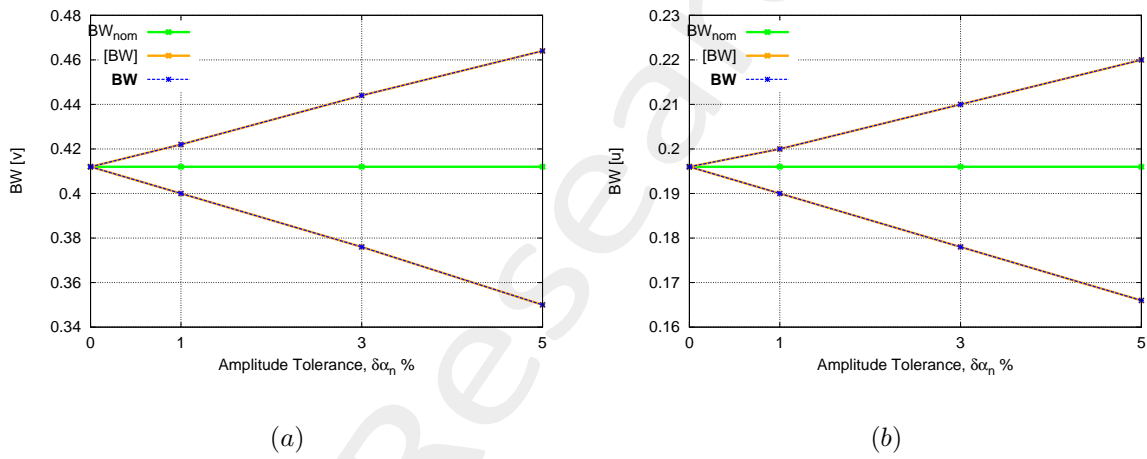 0.48
0.46
0.44
0.42
0.4
0.38
0.36
0.34
BW [v]
BWnom
[BW]
BW
0 1 3 5
Amplitude Tolerance, δαn %
(a)
0.23
0.22
0.21
0.2
0.19
0.18
0.17
0.16
BW [u]
BWnom
[BW]
BW
0 1 3 5
Amplitude Tolerance, δαn %
(b)